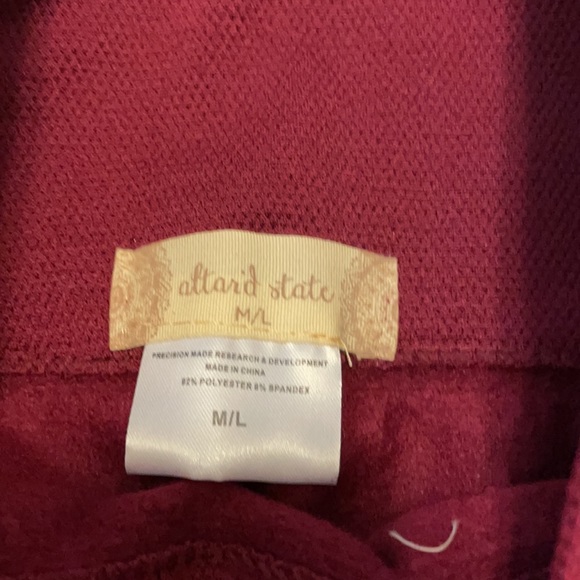 altar'd state
M/L
PRECISION MADE RESEARCH & DEVELOPMENT
MADE IN CHINA
92% POLYESTER 8% SPANDEX
M/L